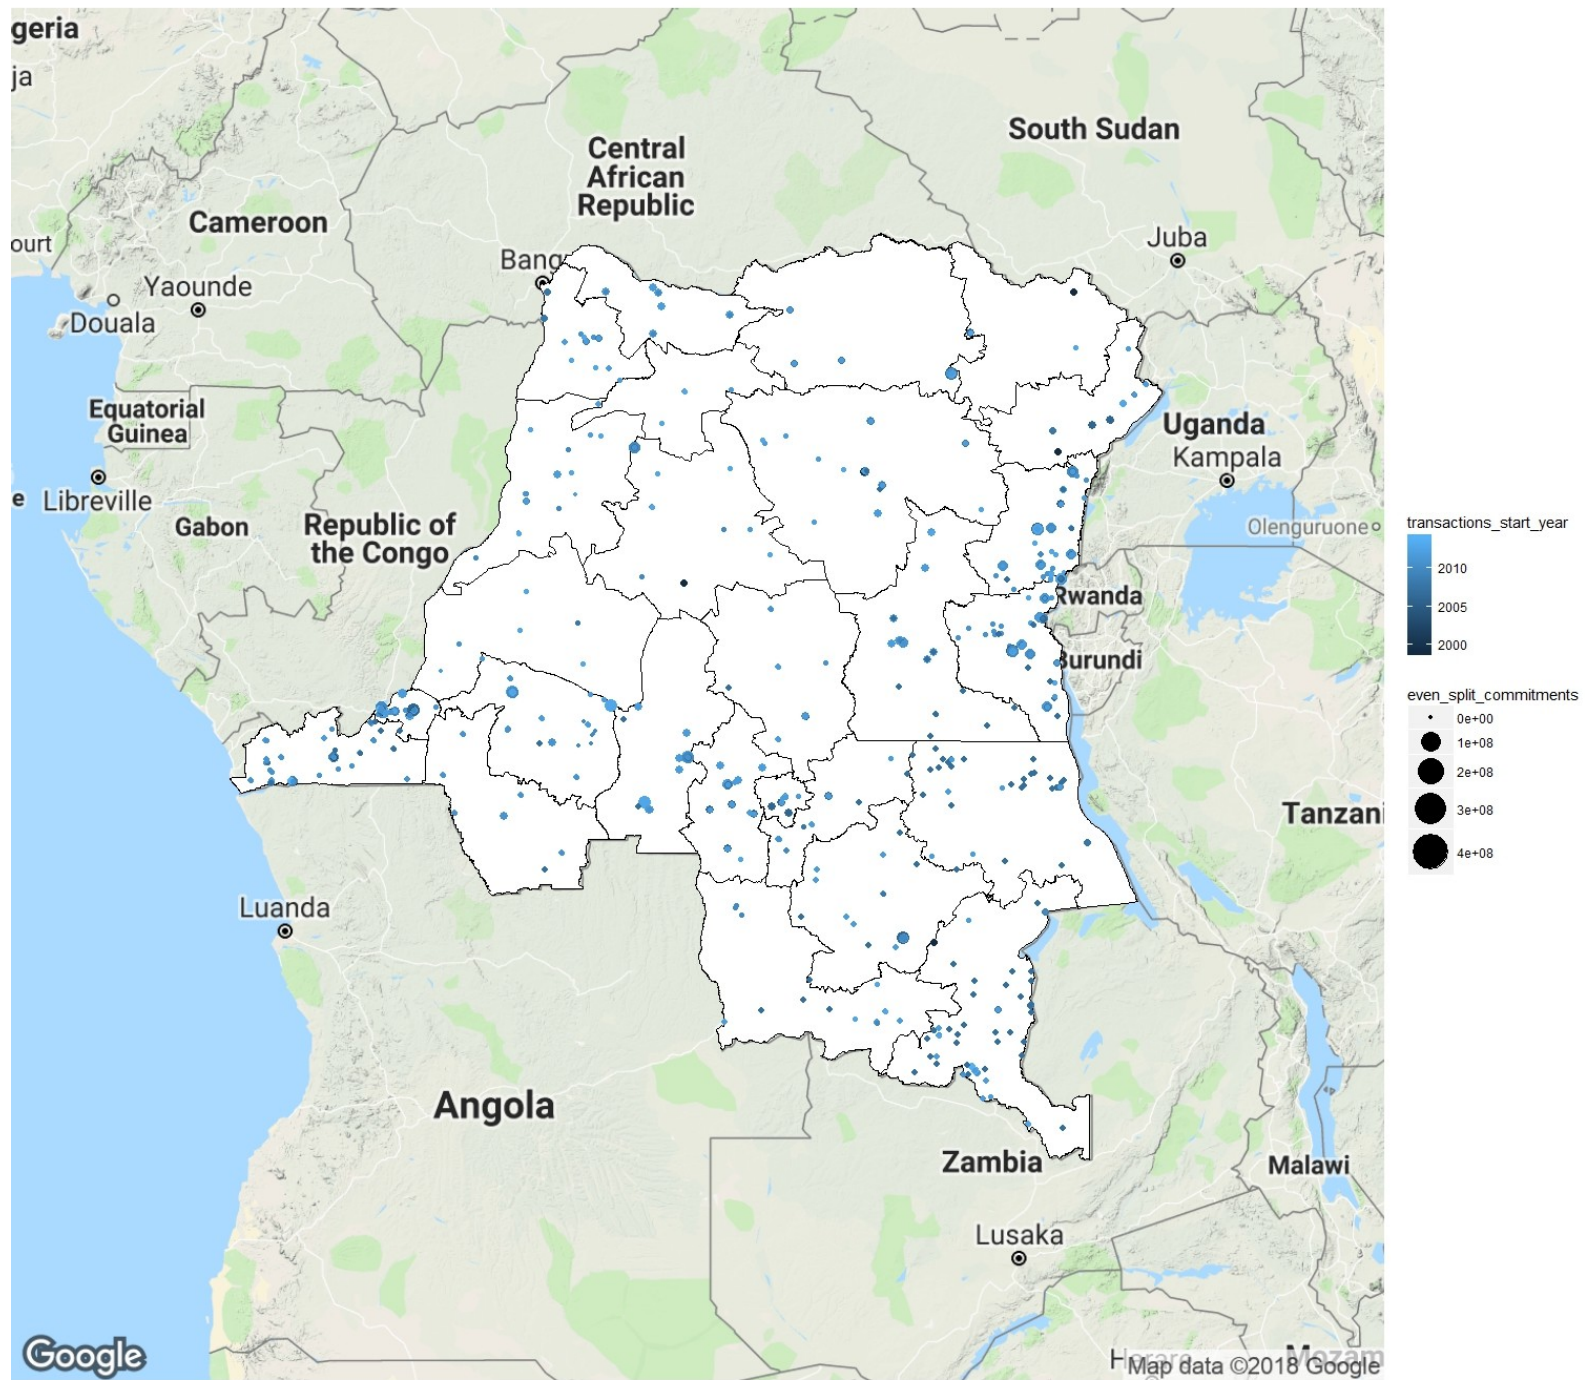 geria
ja
South Sudan
Central
African
Republic
Cameroon
ourt
Juba
Bang
Yaounde
Douala
Equatorial
Guinea
Uganda
Kampala
e
Libreville
Gabon
Republic of
the Congo
Olenguruone
Rwanda
Burundi
Tanzani
Luanda
Angola
Zambia
Malawi
Lusaka
Mozam
Google
Map data ©2018 Google
transactions_start_year
2010
2005
2000
even_split_commitments
0e+00
1e+08
2e+08
3e+08
4e+08